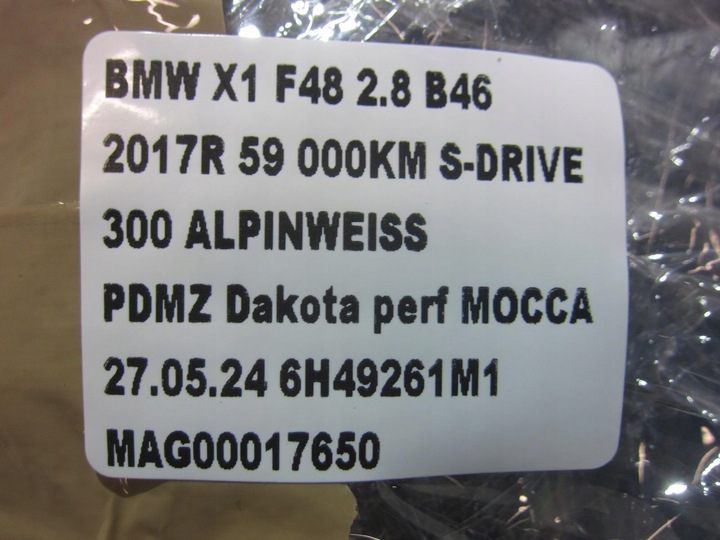 BMW X1 F48 2.8 B46
2017R 59 000KM S-DRIVE
300 ALPINWEISS
PDMZ Dakota perf MOCCA
27.05.24 6H49261M1
MAG00017650